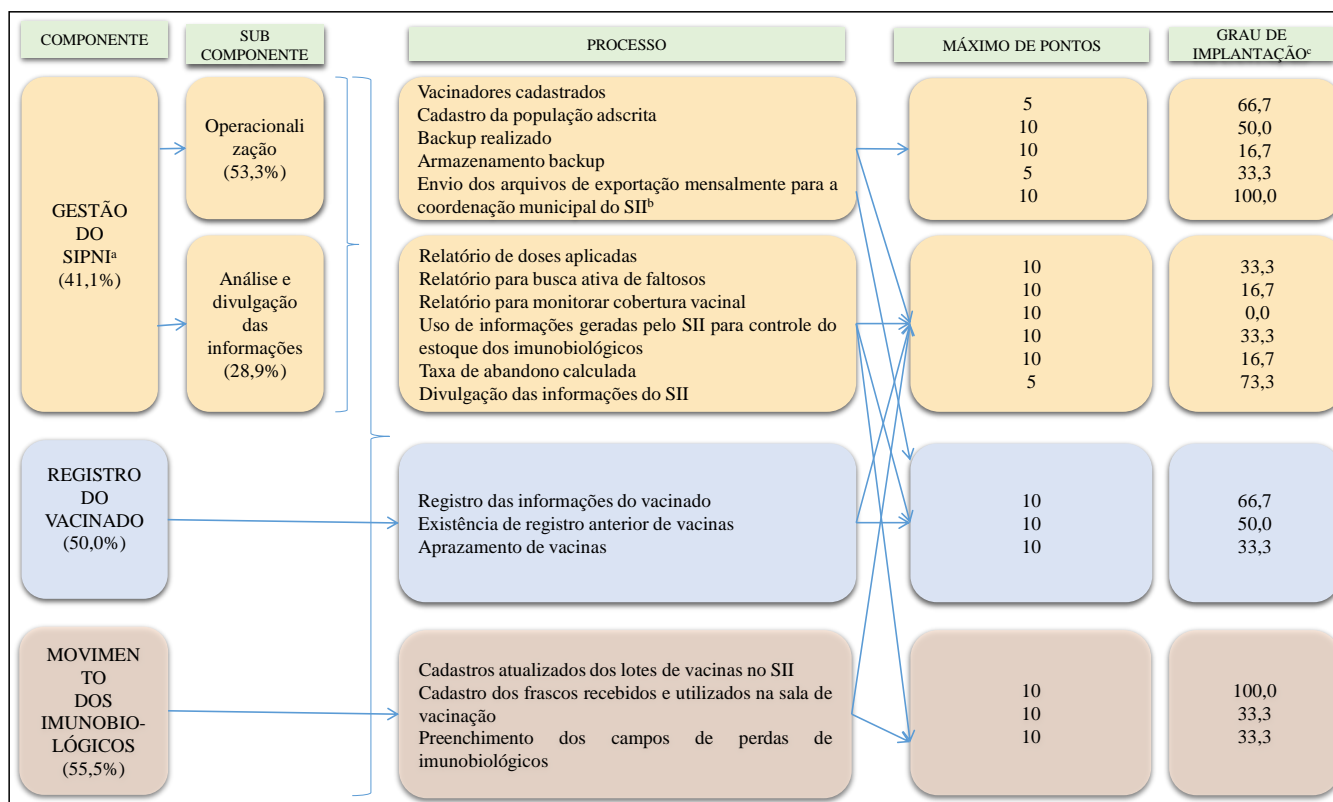 COMPONENTE
SUB
COMPONENTE
PROCESSO
MÁXIMO DE PONTOS
GRAU DE
IMPLANTAÇÃOᶜ
GESTÃO
DO
SIPNIᵃ
(41,1%)
Operacionali
zação
(53,3%)
Vacinadores cadastrados
Cadastro da população adscrita
Backup realizado
Armazenamento backup
Envio dos arquivos de exportação mensalmente para a
coordenação municipal do SIIᵇ
5
10
10
5
10
66,7
50,0
16,7
33,3
100,0
Análise e
divulgação
das
informações
(28,9%)
Relatório de doses aplicadas
Relatório para busca ativa de faltosos
Relatório para monitorar cobertura vacinal
Uso de informações geradas pelo SII para controle do
estoque dos imunobiológicos
Taxa de abandono calculada
Divulgação das informações do SII
10
10
10
10
10
5
33,3
16,7
0,0
33,3
16,7
73,3
REGISTRO
DO
VACINADO
(50,0%)
Registro das informações do vacinado
Existência de registro anterior de vacinas
Aprazamento de vacinas
10
10
10
66,7
50,0
33,3
MOVIMEN
TO
DOS
IMUNOBIO-
LÓGICOS
(55,5%)
Cadastros atualizados dos lotes de vacinas no SII
Cadastro dos frascos recebidos e utilizados na sala de
vacinação
Preenchimento dos campos de perdas de
imunobiológicos
10
10
10
100,0
33,3
33,3